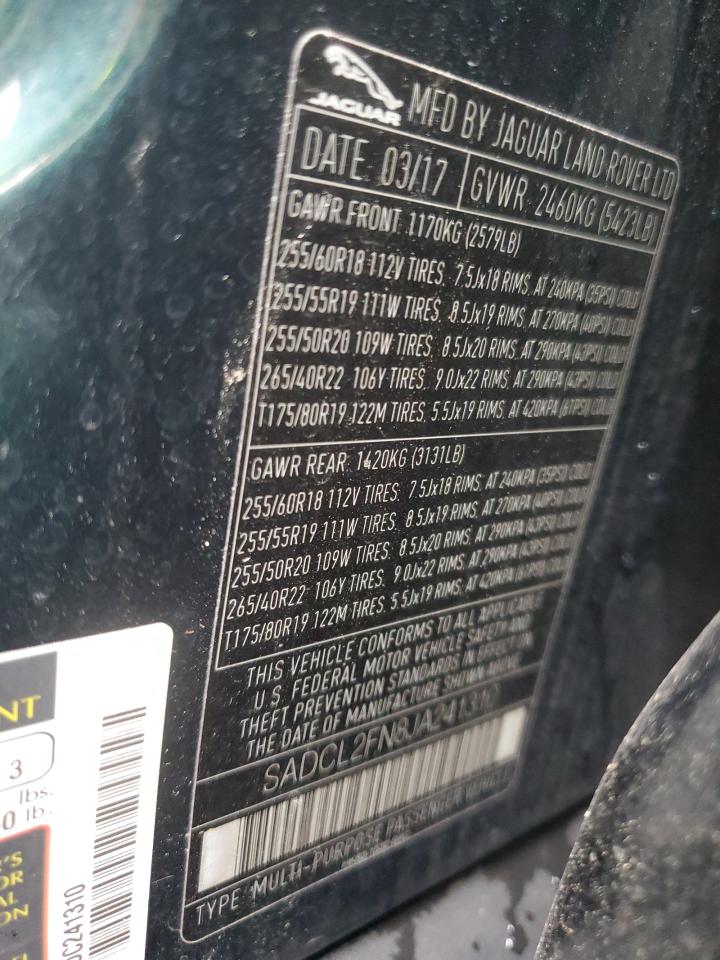 JAGUAR
MFD BY JAGUAR LAND ROVER LTD
DATE 03/17 GVWR 2460KG (5423LB)
GAWR FRONT 1170KG (2579LB)
255/60R18 112V TIRES, 7.5Jx18 RIMS, AT 240KPA (35PSI) COLD
255/55R19 111W TIRES, 8.5Jx19 RIMS, AT 270KPA (40PSI) COLD
255/50R20 109W TIRES, 8.5Jx20 RIMS, AT 290KPA (43PSI) COLD
265/40R22 106Y TIRES, 9.0Jx22 RIMS, AT 290KPA (43PSI) COLD
T175/80R19 122M TIRES, 5.5Jx19 RIMS, AT 420KPA (61PSI) COLD
GAWR REAR 1420KG (3131LB)
255/60R18 112V TIRES, 7.5Jx18 RIMS, AT 240KPA (35PSI) COLD
255/55R19 111W TIRES, 8.5Jx19 RIMS, AT 270KPA (40PSI) COLD
255/50R20 109W TIRES, 8.5Jx20 RIMS, AT 290KPA (43PSI) COLD
265/40R22 106Y TIRES, 9.0Jx22 RIMS, AT 290KPA (43PSI) COLD
T175/80R19 122M TIRES, 5.5Jx19 RIMS, AT 420KPA (61PSI) COLD
THIS VEHICLE CONFORMS TO ALL APPLICABLE
U.S. FEDERAL MOTOR VEHICLE SAFETY AND
THEFT PREVENTION STANDARDS IN EFFECT ON
THE DATE OF MANUFACTURE SHOWN ABOVE
SADCL2FN8JA241310
TYPE MULTI-PURPOSE PASSENGER
NT
3
lbs.
0 lb.
R'S
OR
AL
ON
C241310